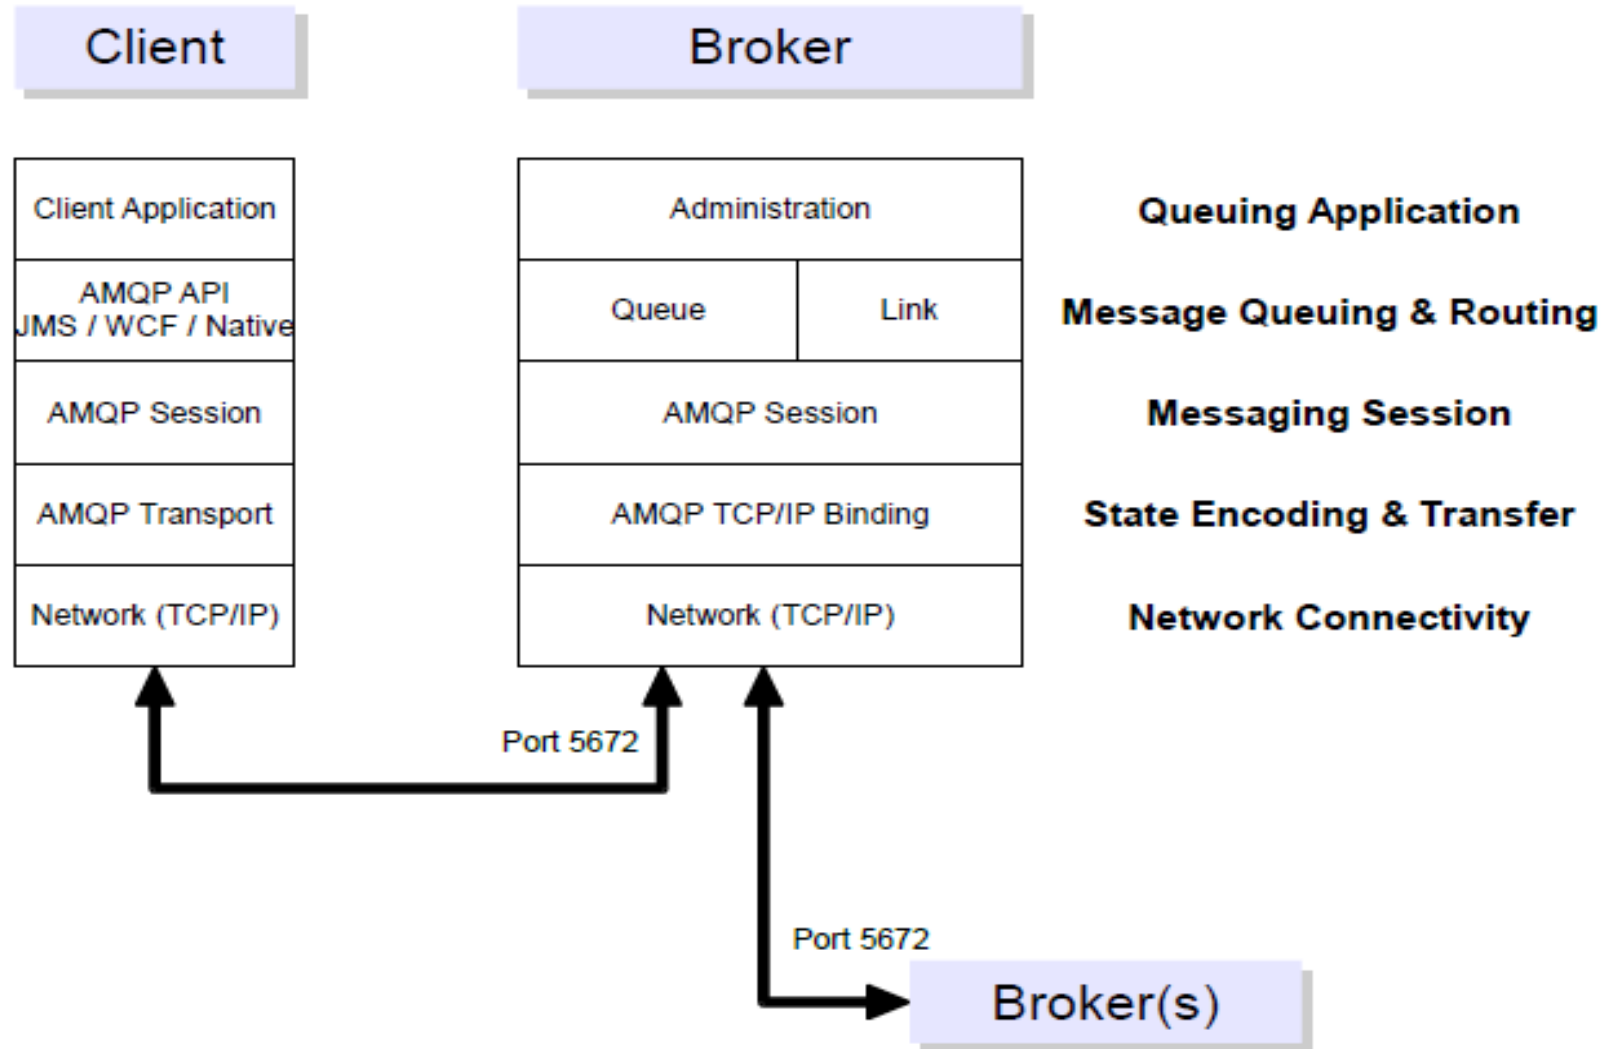 Client
Broker
Client Application
Administration
Queuing Application
AMQP API
JMS / WCF / Native
Queue
Link
Message Queuing & Routing
AMQP Session
AMQP Session
Messaging Session
AMQP Transport
AMQP TCP/IP Binding
State Encoding & Transfer
Network (TCP/IP)
Network (TCP/IP)
Network Connectivity
Port 5672
Port 5672
Broker(s)